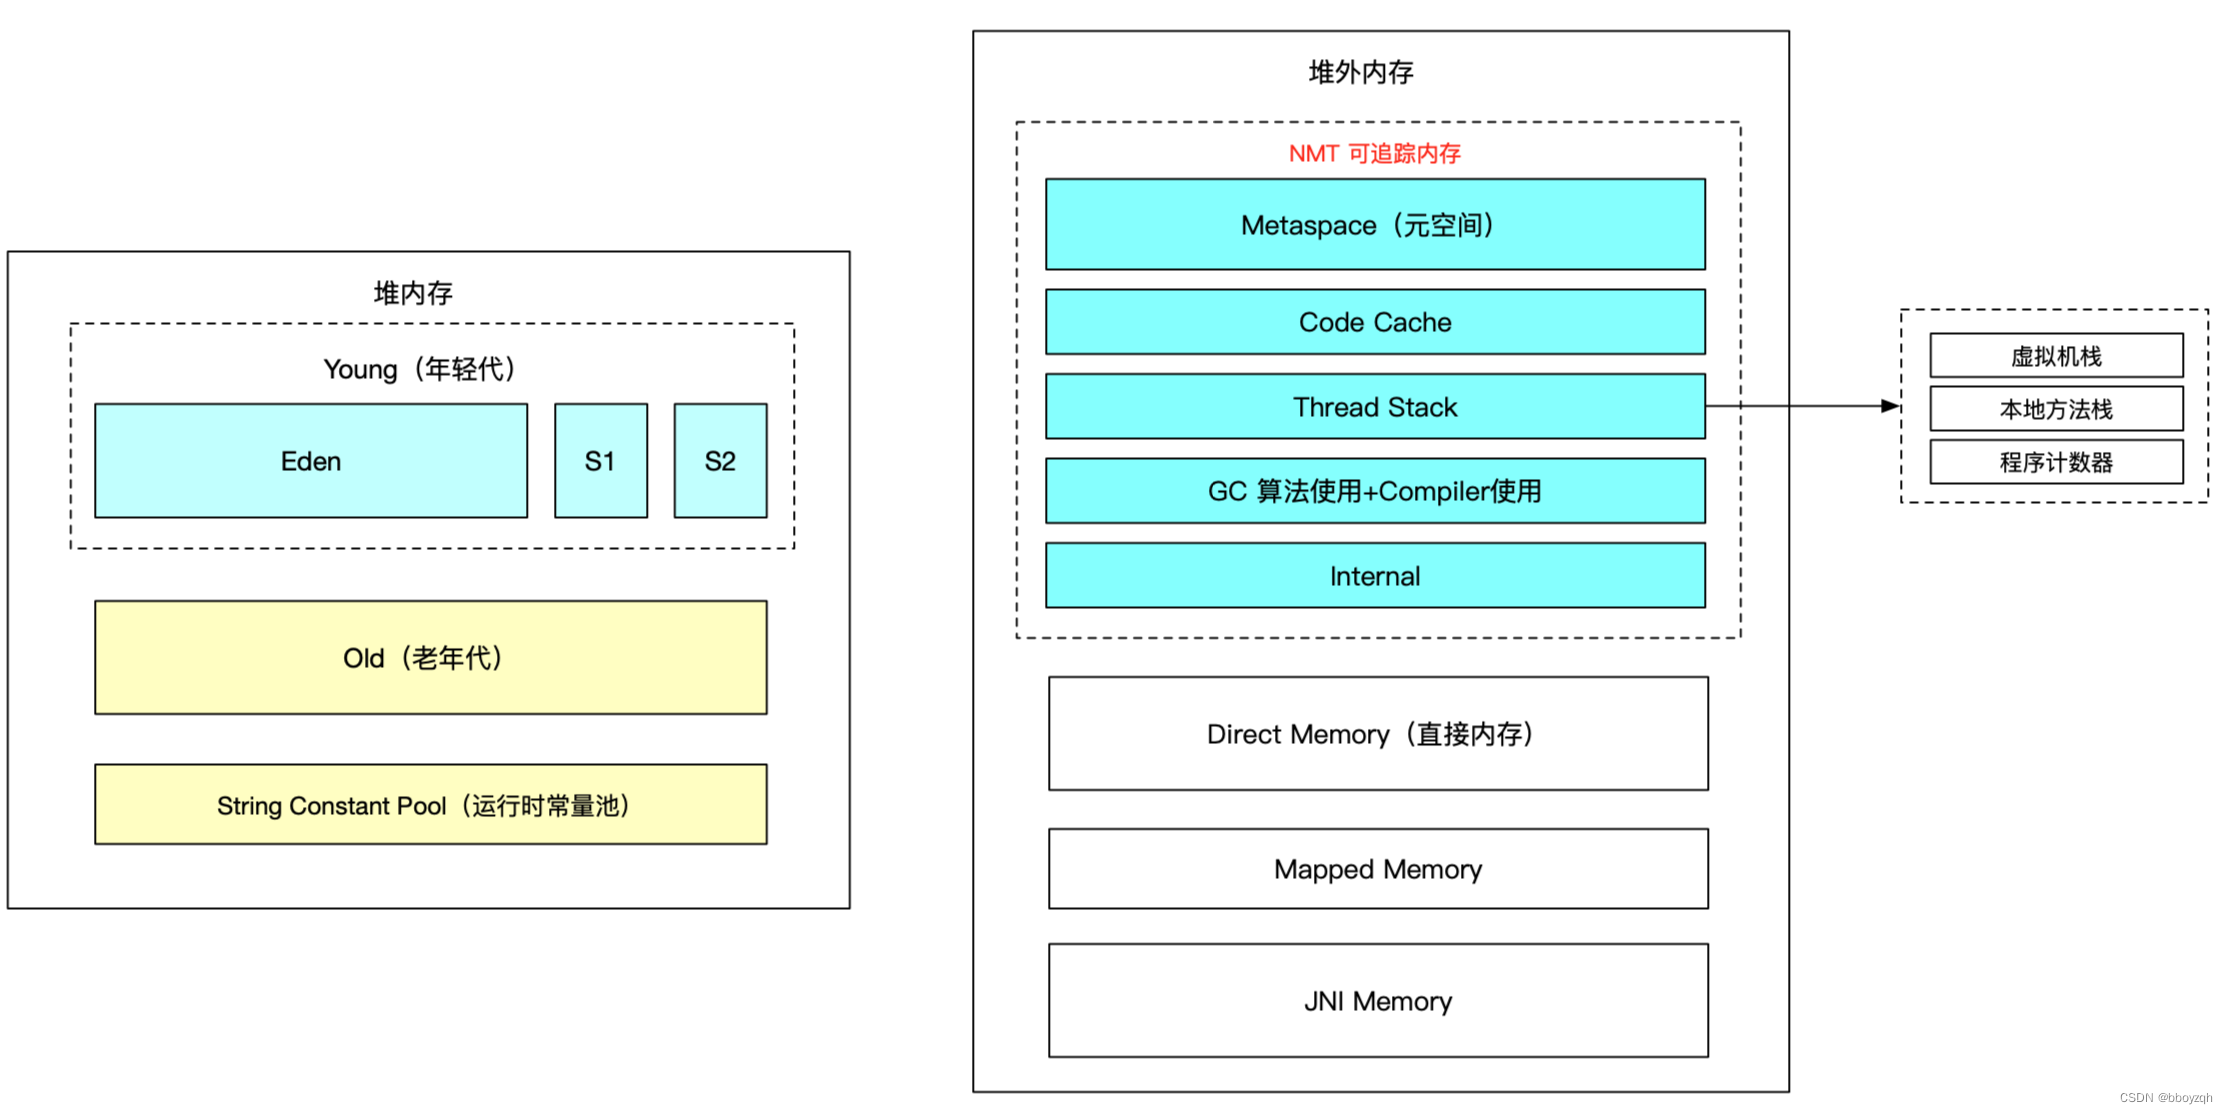 堆内存
Young（年轻代）
Eden
S1
S2
Old（老年代）
String Constant Pool（运行时常量池）
堆外内存
NMT 可追踪内存
Metaspace（元空间）
Code Cache
Thread Stack
GC 算法使用+Compiler使用
Internal
Direct Memory（直接内存）
Mapped Memory
JNI Memory
虚拟机栈
本地方法栈
程序计数器
CSDN @bboyzqh